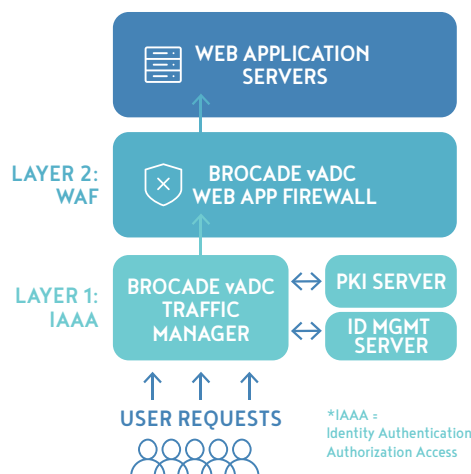 WEB APPLICATION
SERVERS
LAYER 2:
WAF
BROCADE vADC
WEB APP FIREWALL
LAYER 1:
IAAA
BROCADE vADC
TRAFFIC
MANAGER
PKI SERVER
ID MGMT
SERVER
USER REQUESTS
*IAAA =
Identity Authentication
Authorization Access